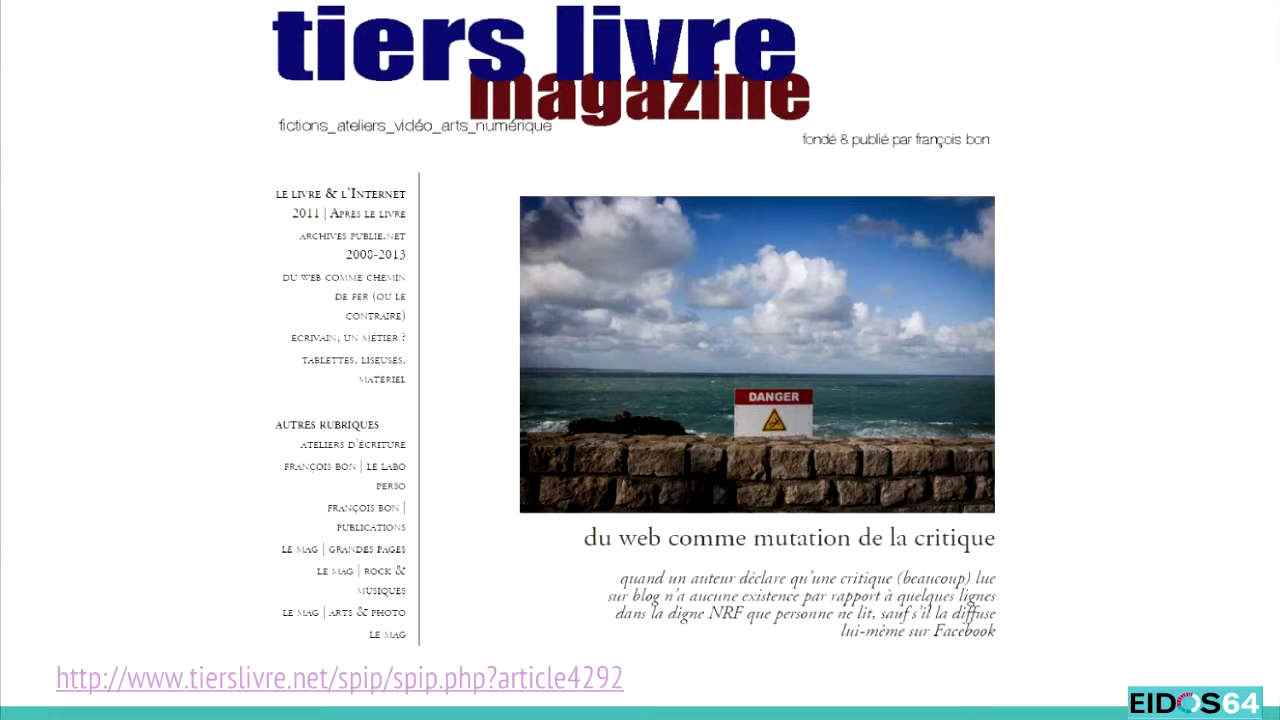 tiers livre
magazine
fictions_ateliers_vidéo_arts_numérique
fondé & publié par françois bon
le livre & l'Internet
2011 | Après le livre
archives publie.net
2008-2013
du web comme chemin
de fer (ou le
contraire)
écrivain, un métier ?
tablettes, liseuses,
matériel
autres rubriques
ateliers d'écriture
françois bon | le labo
perso
françois bon |
publications
le mag | grandes pages
le mag | rock &
musiques
le mag | arts & photo
le mag
DANGER
du web comme mutation de la critique
quand un auteur déclare qu'une critique (beaucoup) lue
sur blog n'a aucune existence par rapport à quelques lignes
dans la digne NRF que personne ne lit, sauf s'il la diffuse
lui-même sur Facebook
http://www.tierslivre.net/spip/spip.php?article4292
EIDOS64